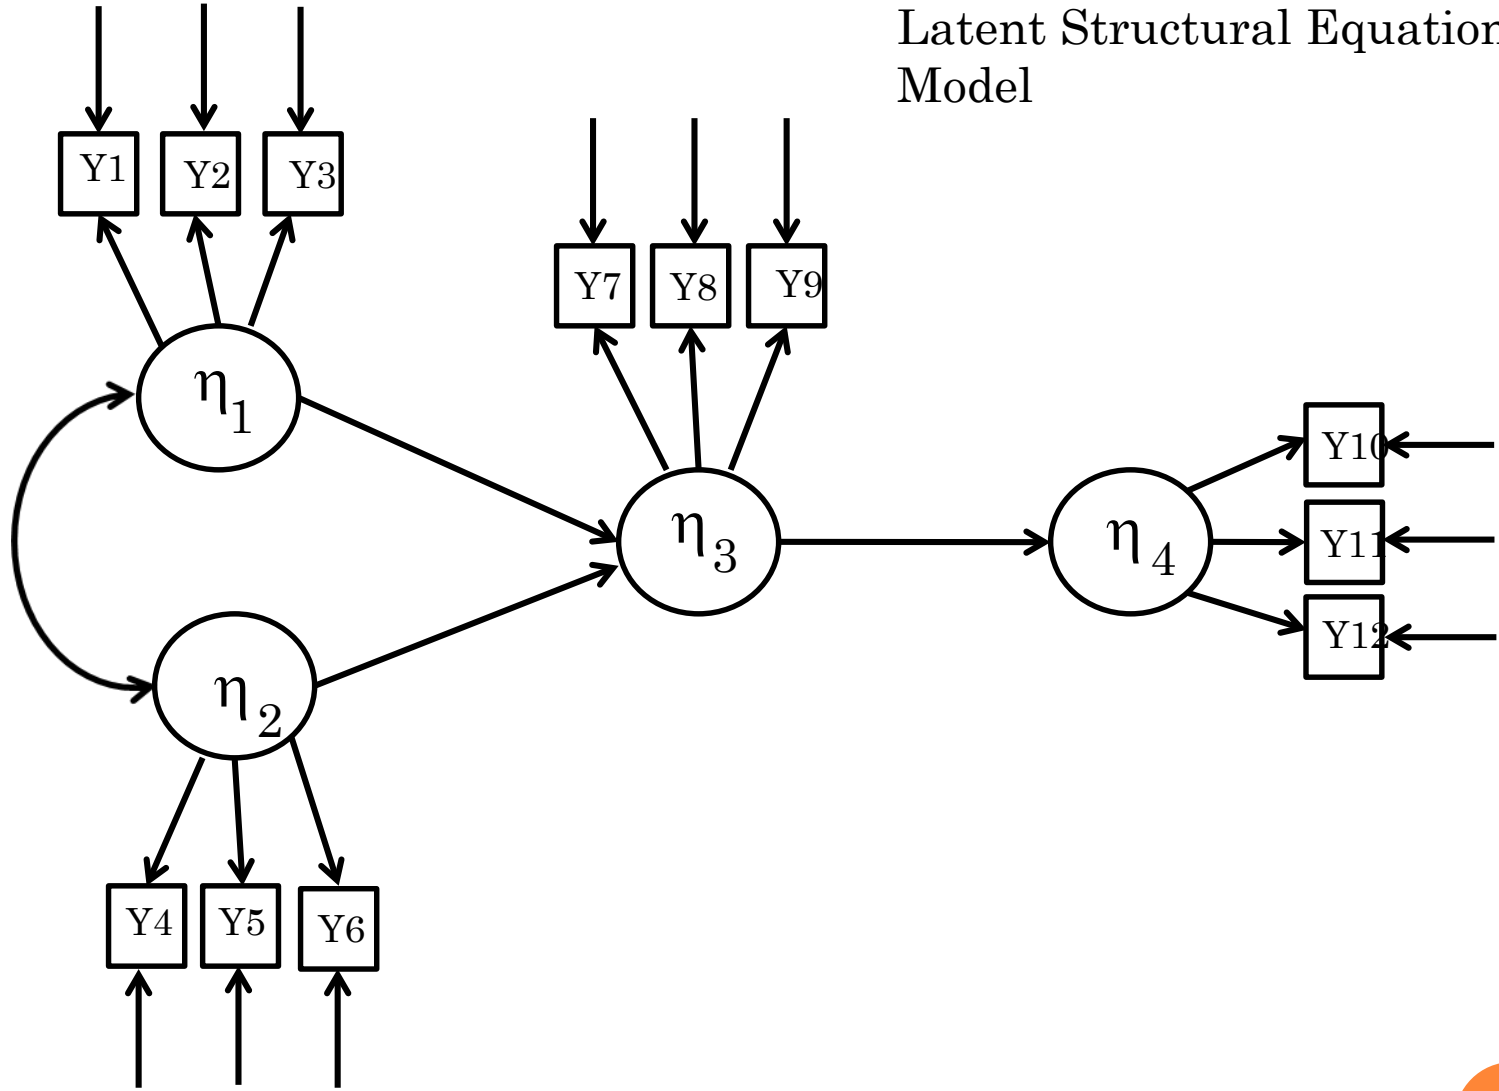 Latent Structural Equation
Model
Y1 Y2 Y3
Y7 Y8 Y9
η1
Y10
η3
η4
Y11
Y12
η2
Y4 Y5 Y6